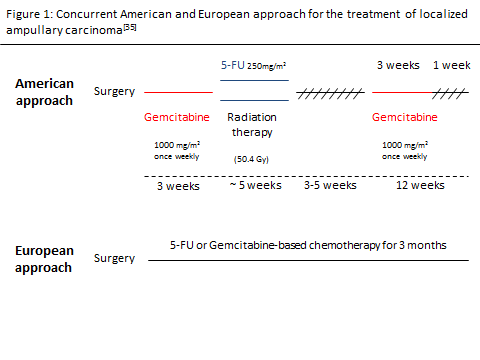 Figure 1: Concurrent American and European approach for the treatment of localized
ampullary carcinoma[35]
5-FU 250mg/m²
3 weeks 1 week
American
approach
Surgery
Gemcitabine
Radiation
therapy
Gemcitabine
1000 mg/m²
once weekly
(50.4 Gy)
1000 mg/m²
once weekly
3 weeks
~ 5 weeks
3-5 weeks
12 weeks
5-FU or Gemcitabine-based chemotherapy for 3 months
European
approach
Surgery